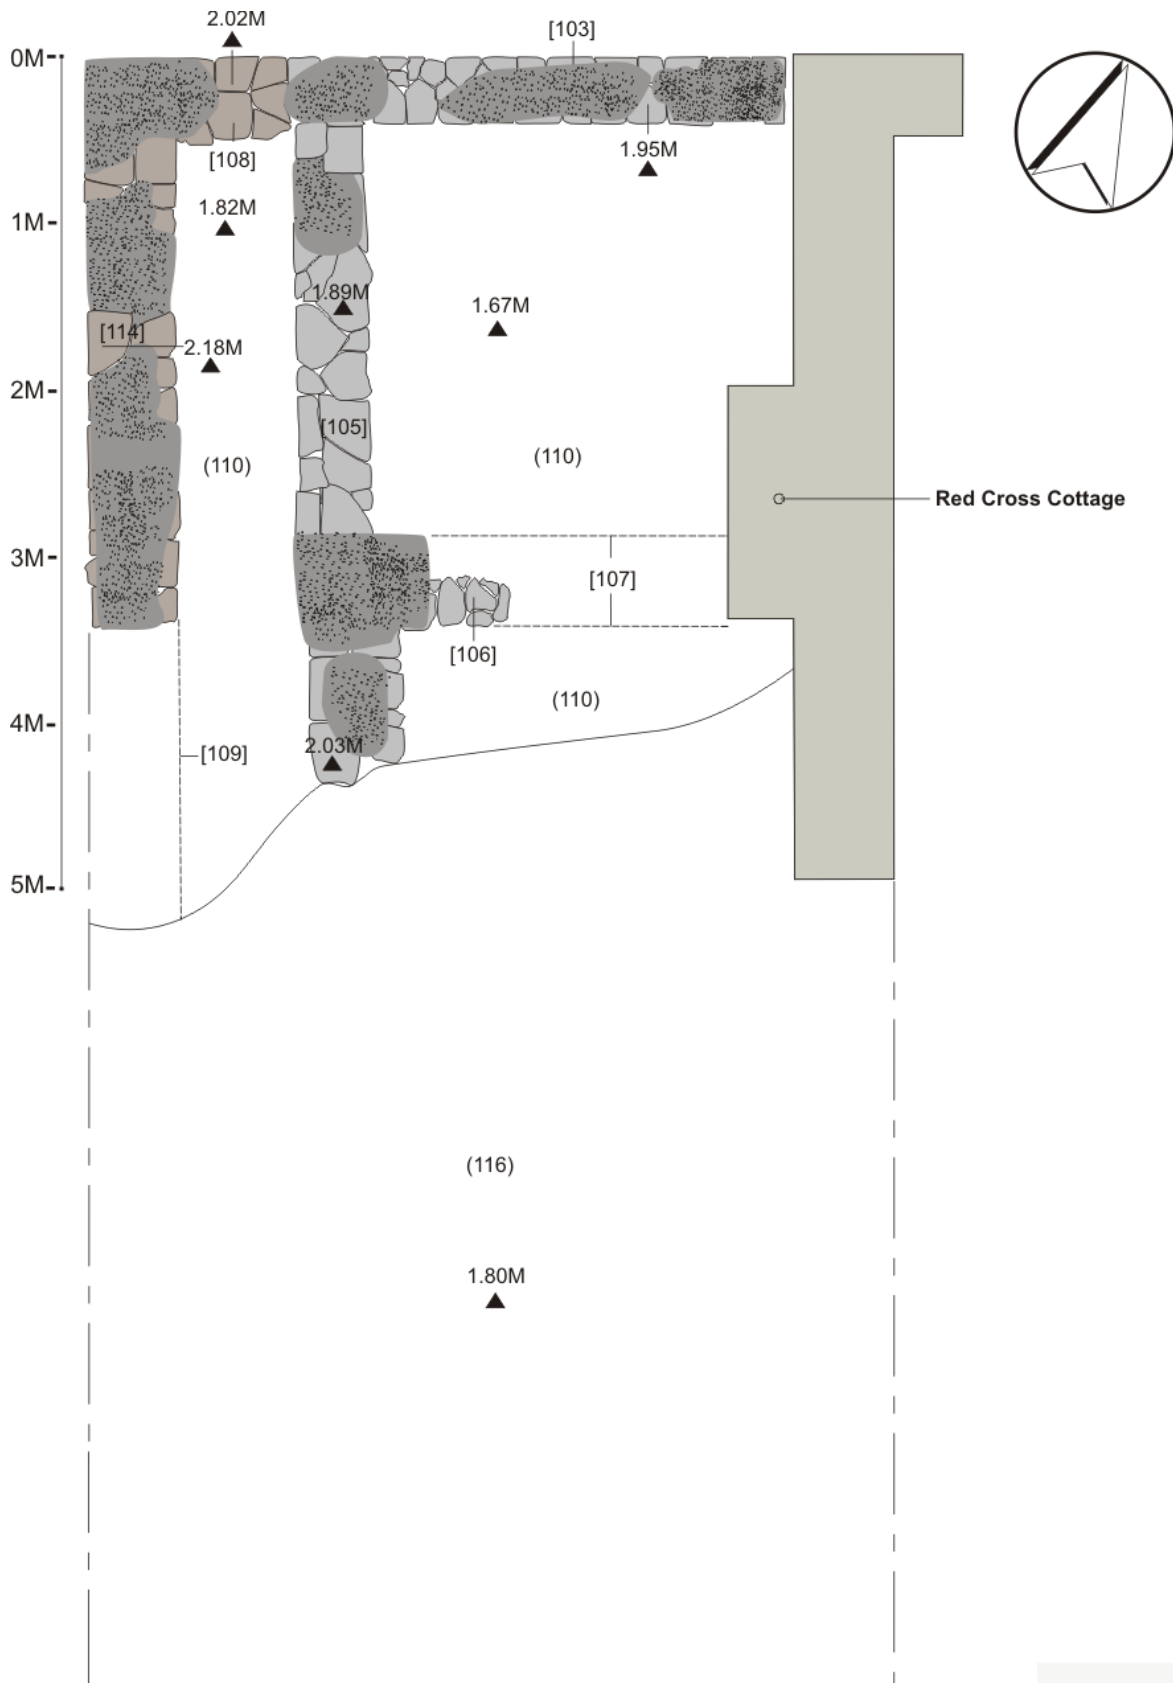 2.02M
[103]
0M
[108]
1.95M
1.82M
1M
1.89M
1.67M
[114]
2.18M
2M
[105]
(110)
(110)
Red Cross Cottage
3M
[107]
[106]
(110)
4M
2.03M
[109]
5M
(116)
1.80M